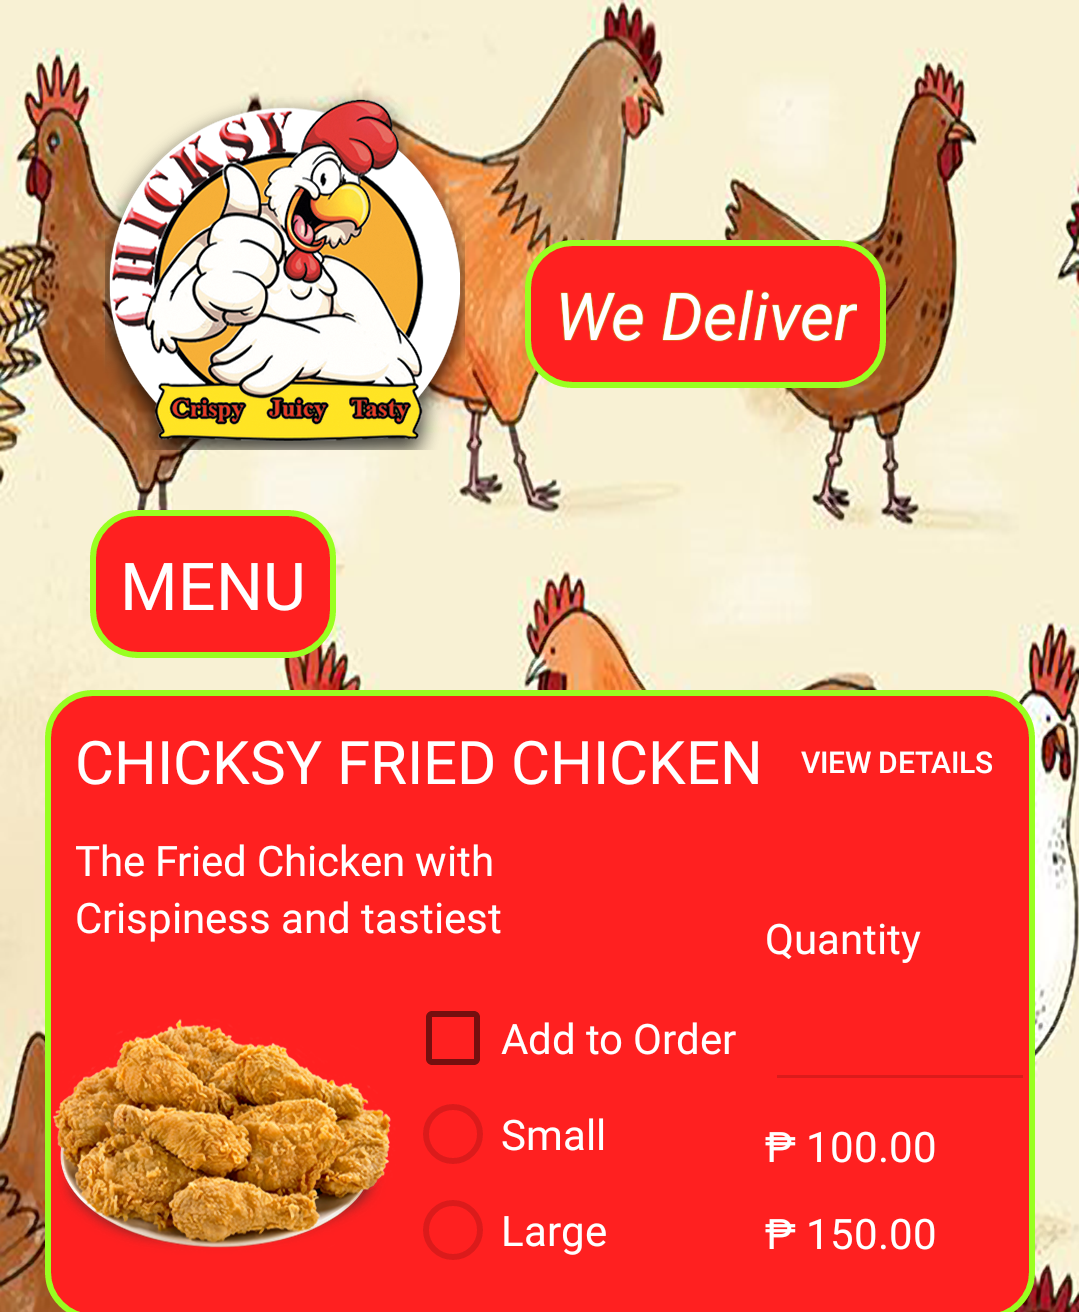 CHICKSY
Crispy Juicy Tasty
We Deliver
MENU
CHICKSY FRIED CHICKEN
VIEW DETAILS
The Fried Chicken with
Crispiness and tastiest
Quantity
Add to Order
Small
₱ 100.00
Large
₱ 150.00